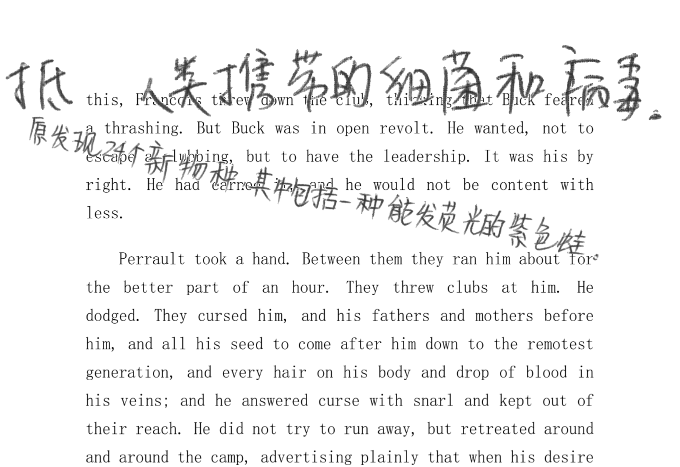 抵 人类携带的细菌和病毒.
this, Francois threw down the club, thinking that Buck feared
原发现24个新物种.其中包括一种能发荧光的紫色蛙.
a thrashing. But Buck was in open revolt. He wanted, not to
escape a clubbing, but to have the leadership. It was his by
right. He had earned it, and he would not be content with
less.
Perrault took a hand. Between them they ran him about for
the better part of an hour. They threw clubs at him. He
dodged. They cursed him, and his fathers and mothers before
him, and all his seed to come after him down to the remotest
generation, and every hair on his body and drop of blood in
his veins; and he answered curse with snarl and kept out of
their reach. He did not try to run away, but retreated around
and around the camp, advertising plainly that when his desire